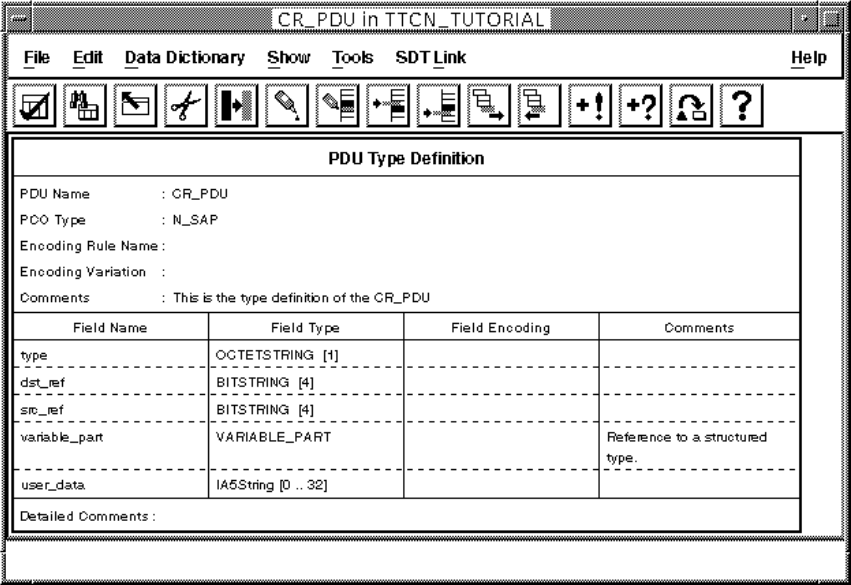 CR_PDU in TTCN_TUTORIAL
File Edit Data Dictionary Show Tools SDT Link Help
PDU Type Definition
PDU Name : CR_PDU
PCO Type : N_SAP
Encoding Rule Name :
Encoding Variation :
Comments : This is the type definition of the CR_PDU
Field Name Field Type Field Encoding Comments
type OCTETSTRING [1]
dst_ref BITSTRING [4]
src_ref BITSTRING [4]
variable_part VARIABLE_PART Reference to a structured
type.
user_data IA5String [0 .. 32]
Detailed Comments :